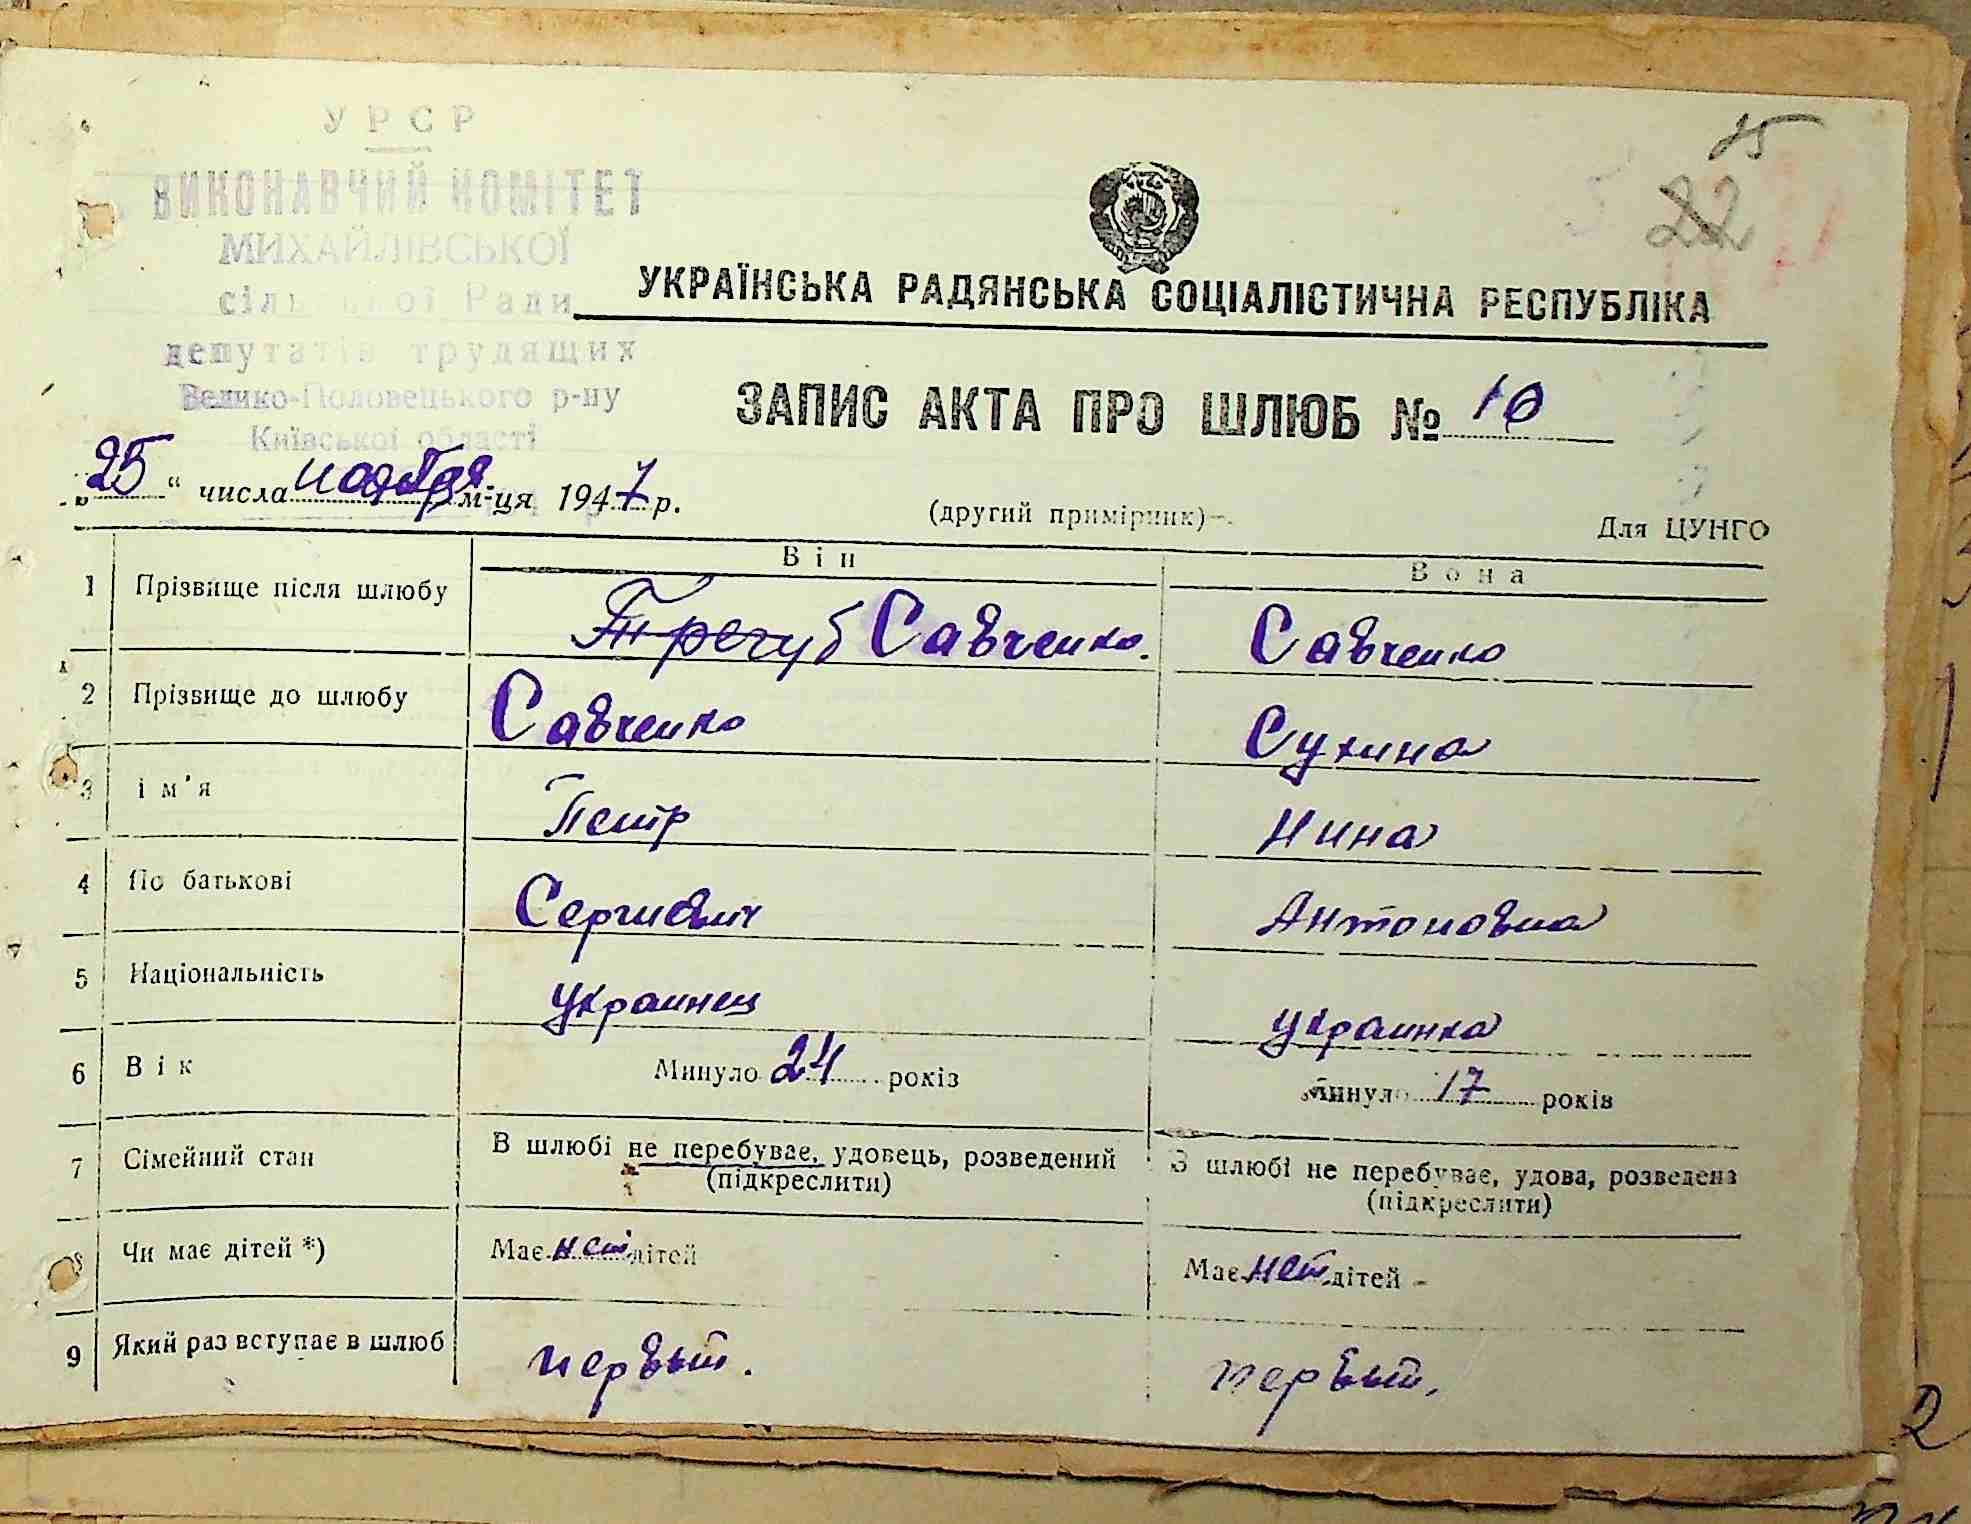 УРСР
ВИКОНАВЧИЙ КОМІТЕТ
МИХАЙЛІВСЬКОЇ
сільської Ради
депутатів трудящих
Велико-Половецького р-ну
Київської області
15
22
УКРАЇНСЬКА РАДЯНСЬКА СОЦІАЛІСТИЧНА РЕСПУБЛІКА
ЗАПИС АКТА ПРО ШЛЮБ № 10
„25“ числа ноября м-ця 1947 р.
(другий примірник)
Для ЦУНГО
Він Вона
1 Прізвище після шлюбу Трегуб Савченко. Савченко
2 Прізвище до шлюбу Савченко Сухина
3 ім'я Петр Нина
4 По батькові Сергиевич Антоновна
5 Національність Украинец Украинка
6 Вік Минуло 24 років Минуло 17 років
7 Сімейний стан В шлюбі не перебуває, удовець, розведений В шлюбі не перебуває, удова, розведена
(підкреслити) (підкреслити)
8 Чи має дітей *) Має нет дітей Має нет дітей
9 Який раз вступає в шлюб первый. первый.
2